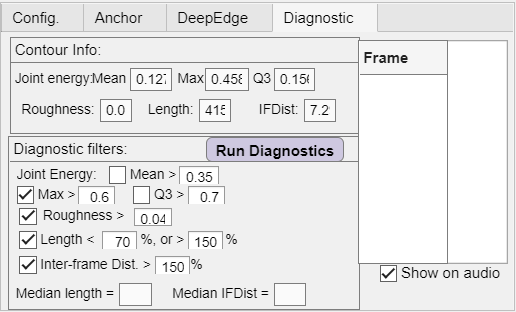 Config. Anchor DeepEdge Diagnostic
Contour Info:
Joint energy:Mean 0.127 Max 0.458 Q3 0.156
Roughness: 0.0 Length: 415 IFDist: 7.2
Frame
Diagnostic filters: Run Diagnostics
Joint Energy: Mean > 0.35
Max > 0.6 Q3 > 0.7
Roughness > 0.04
Length < 70 %, or > 150 %
Inter-frame Dist. > 150 %
Show on audio
Median length = Median IFDist =